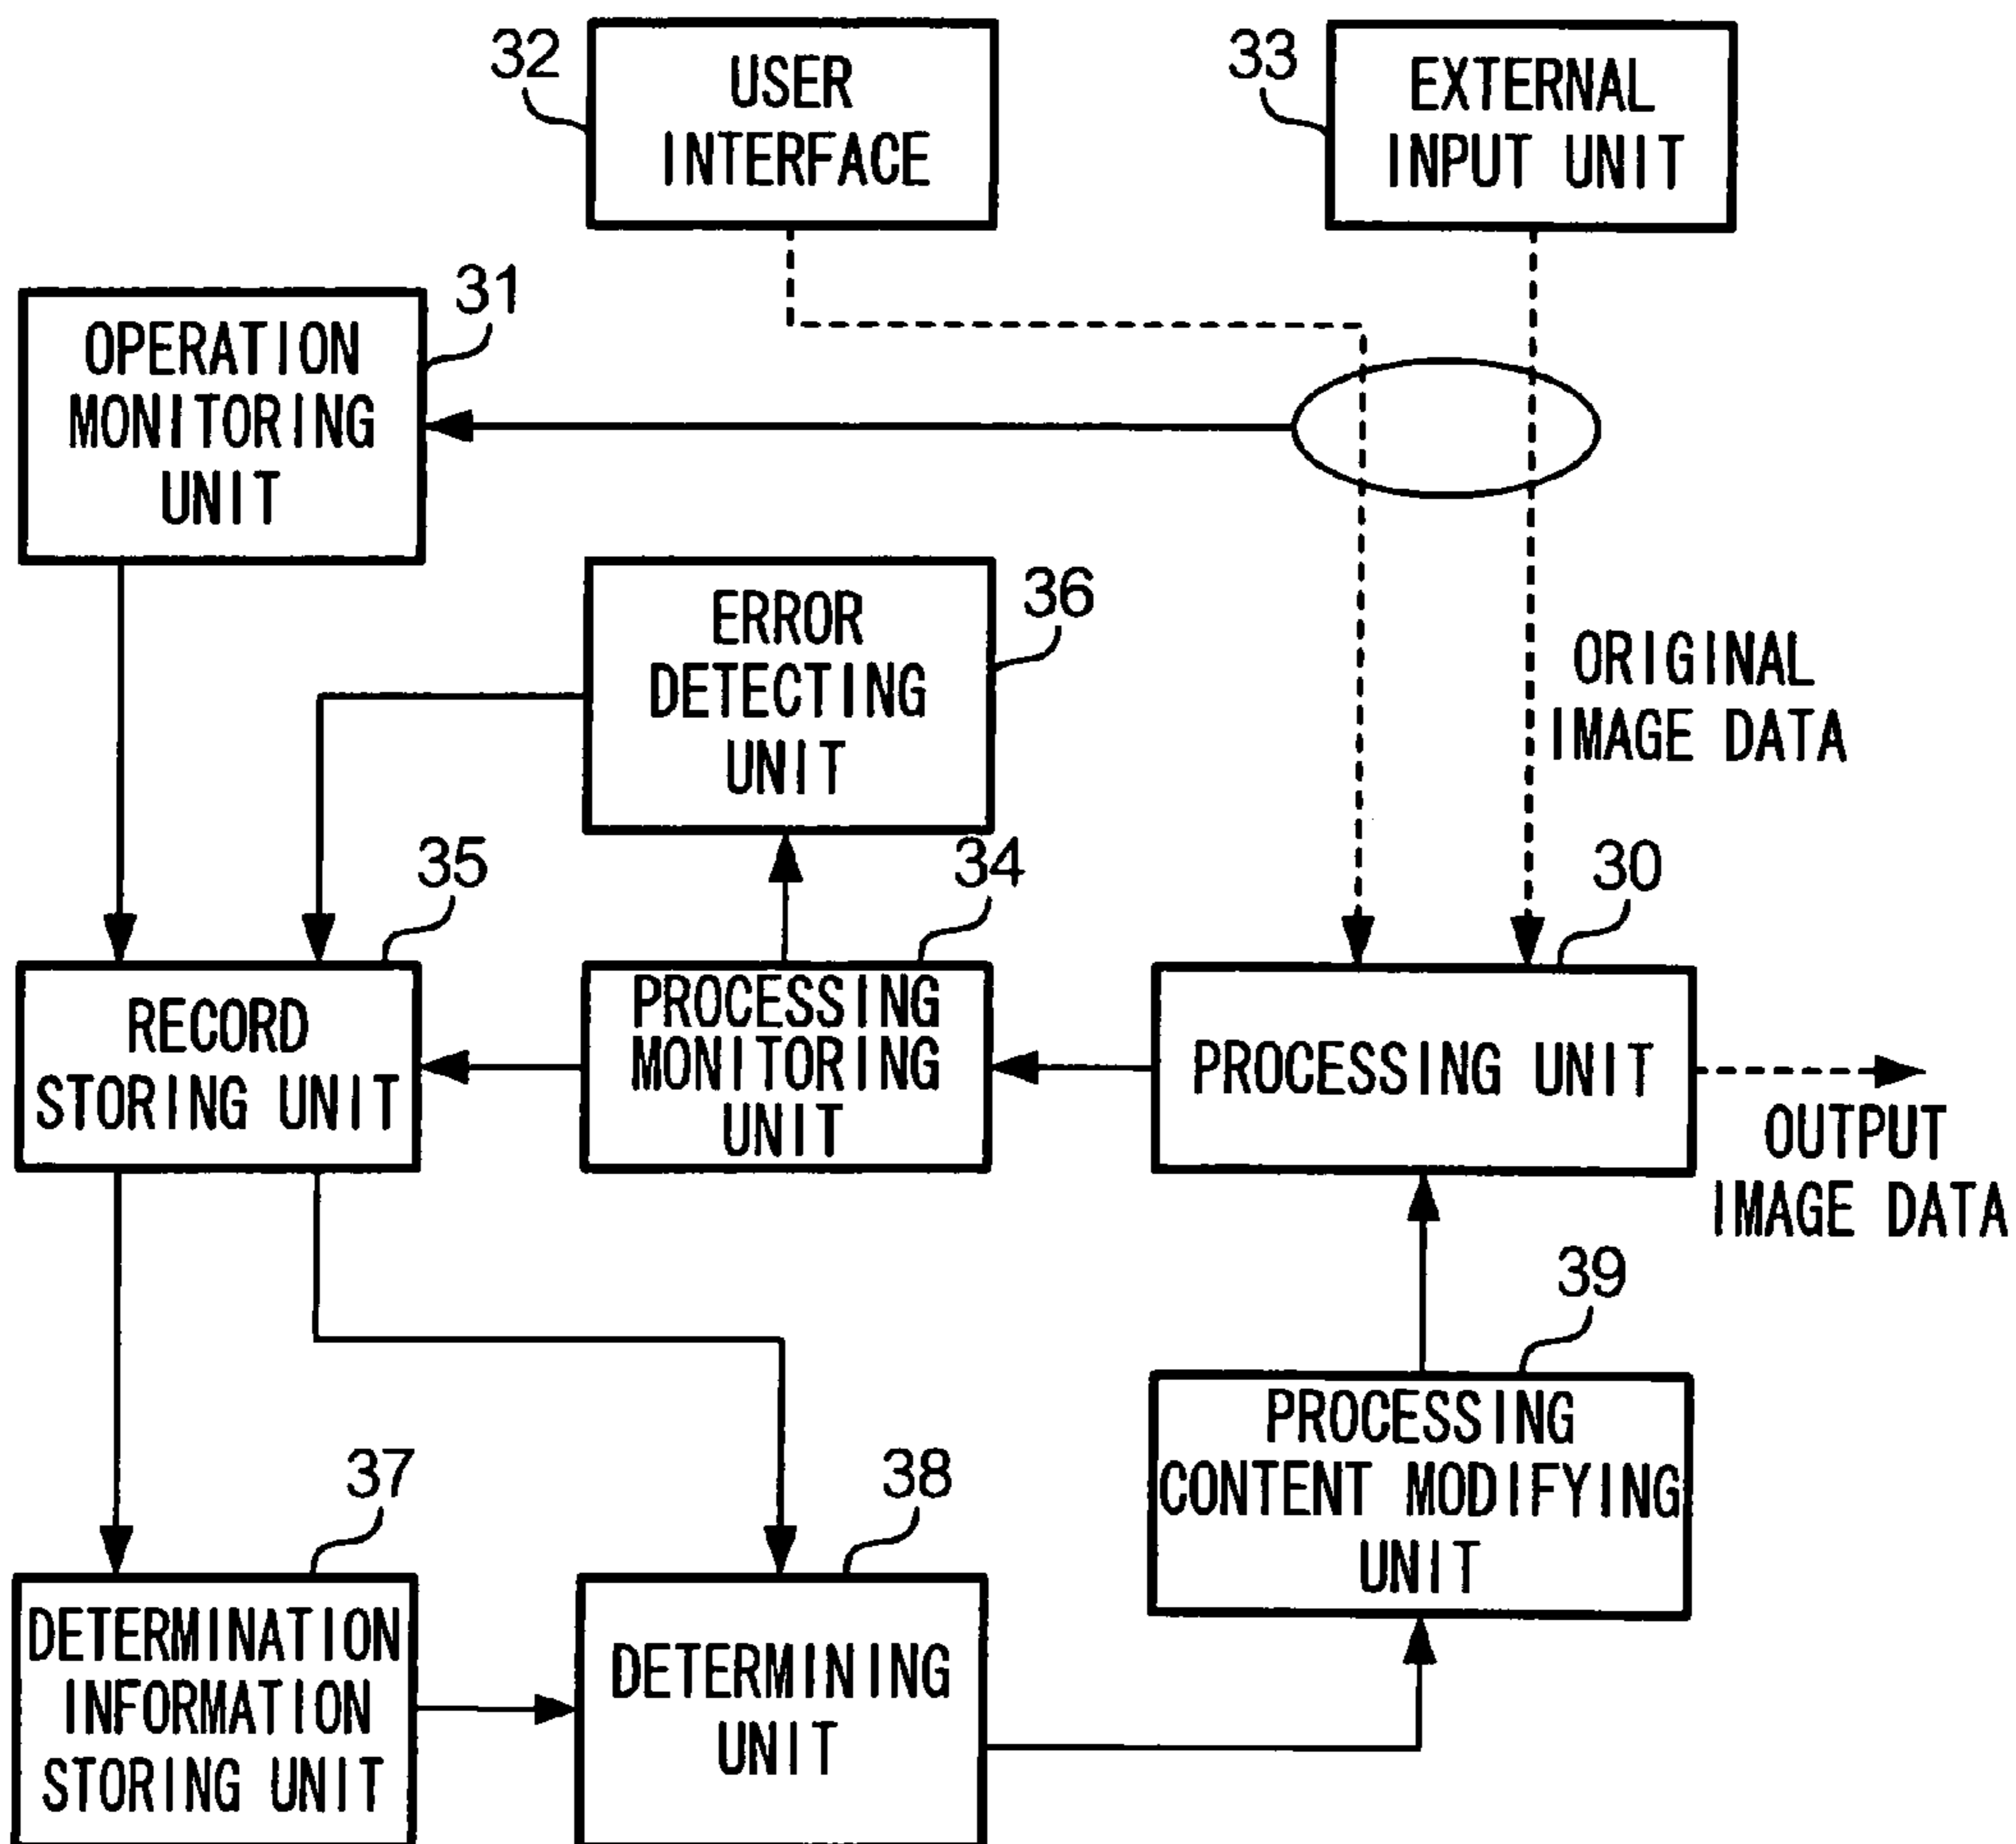 32
USER
INTERFACE
33
EXTERNAL
INPUT UNIT
31
OPERATION
MONITORING
UNIT
36
ERROR
DETECTING
UNIT
ORIGINAL
IMAGE DATA
35
RECORD
STORING UNIT
34
PROCESSING
MONITORING
UNIT
30
PROCESSING UNIT
OUTPUT
IMAGE DATA
39
PROCESSING
CONTENT MODIFYING
UNIT
37
DETERMINATION
INFORMATION
STORING UNIT
38
DETERMINING
UNIT